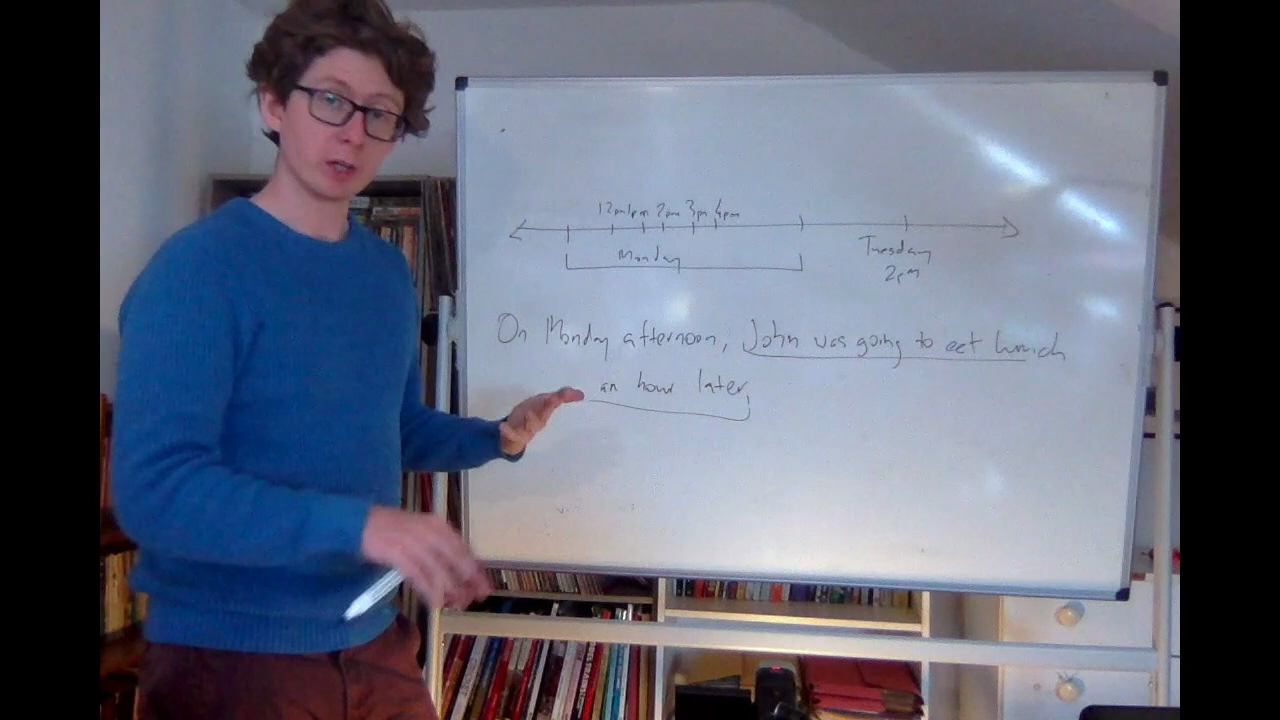 12pm 1pm 2pm 3pm 4pm
Monday
Tuesday
2pm
On Monday afternoon, John was going to eat lunch
an hour later,